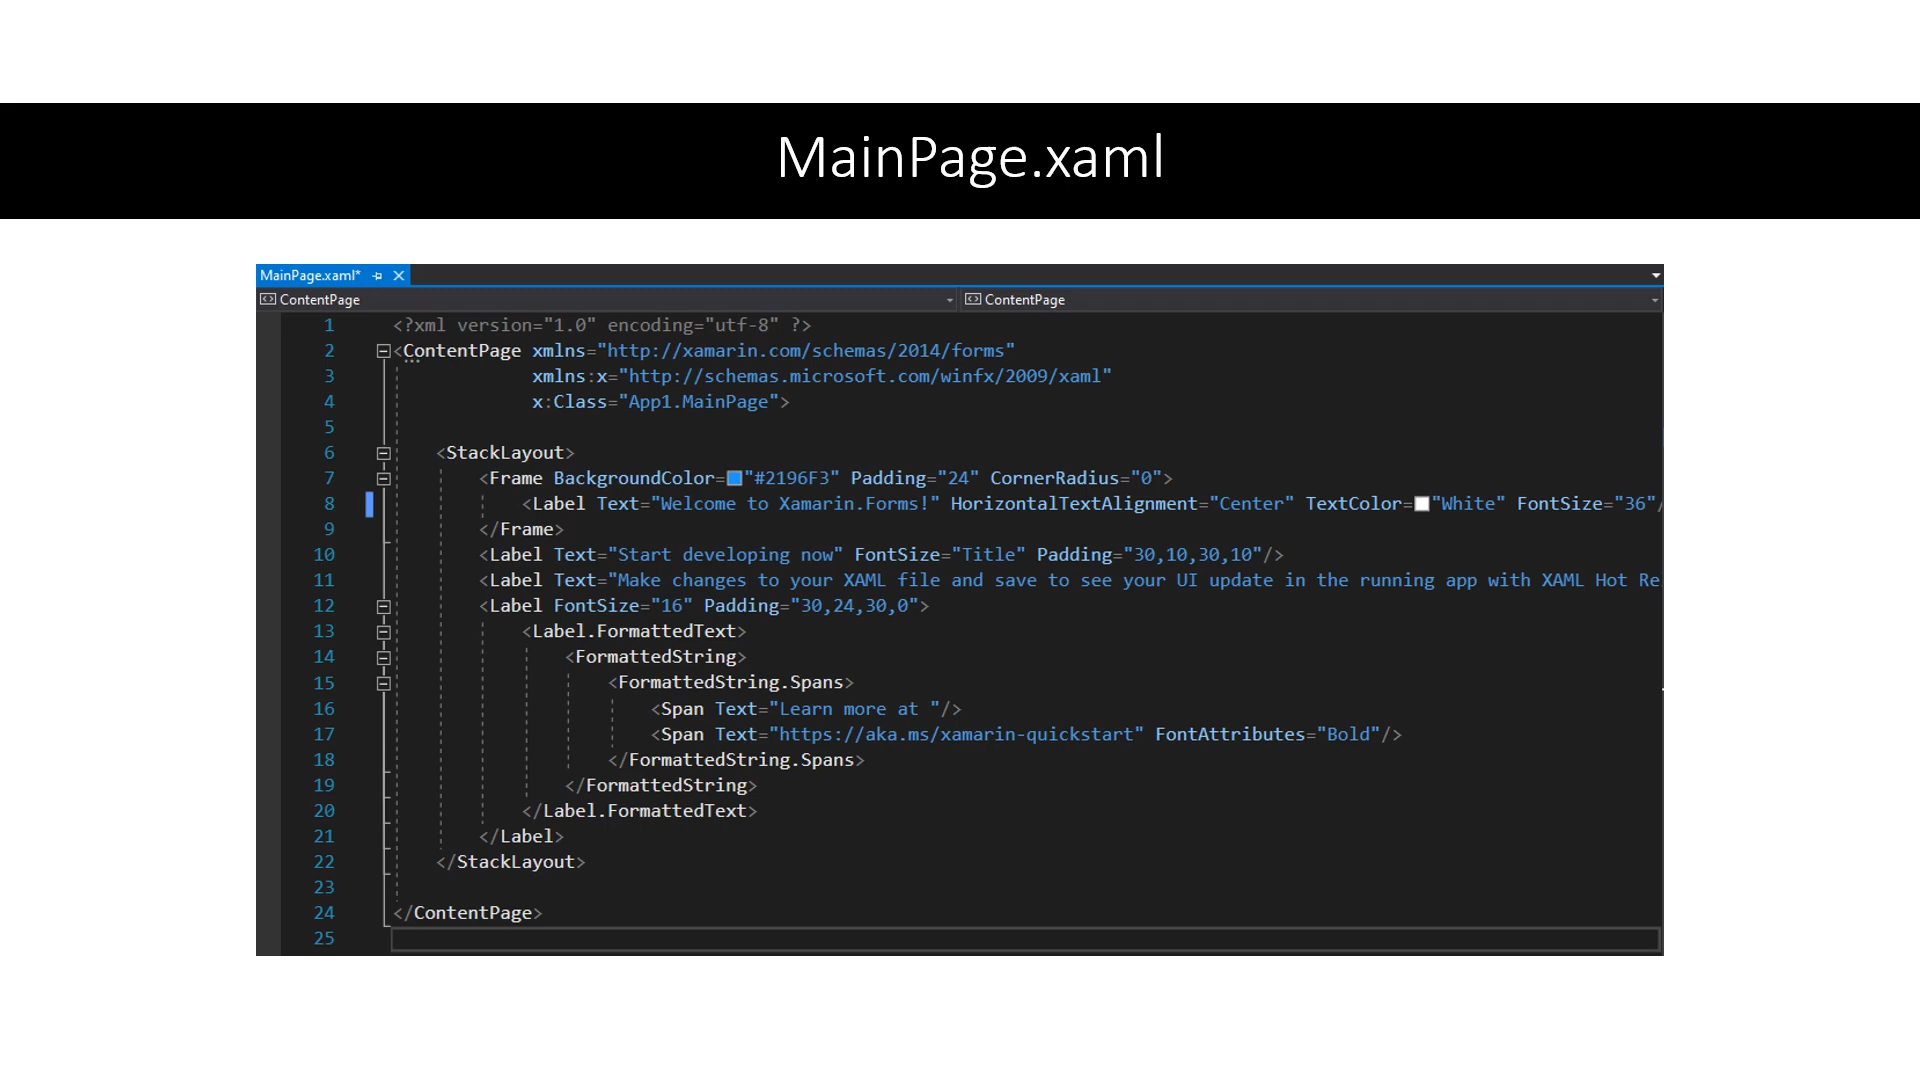 MainPage.xaml
MainPage.xaml*
ContentPage ContentPage
1 <?xml version="1.0" encoding="utf-8" ?>
2 <ContentPage xmlns="http://xamarin.com/schemas/2014/forms"
3 xmlns:x="http://schemas.microsoft.com/winfx/2009/xaml"
4 x:Class="App1.MainPage">
5
6 <StackLayout>
7 <Frame BackgroundColor="#2196F3" Padding="24" CornerRadius="0">
8 <Label Text="Welcome to Xamarin.Forms!" HorizontalTextAlignment="Center" TextColor="White" FontSize="36"/
9 </Frame>
10 <Label Text="Start developing now" FontSize="Title" Padding="30,10,30,10"/>
11 <Label Text="Make changes to your XAML file and save to see your UI update in the running app with XAML Hot Re
12 <Label FontSize="16" Padding="30,24,30,0">
13 <Label.FormattedText>
14 <FormattedString>
15 <FormattedString.Spans>
16 <Span Text="Learn more at "/>
17 <Span Text="https://aka.ms/xamarin-quickstart" FontAttributes="Bold"/>
18 </FormattedString.Spans>
19 </FormattedString>
20 </Label.FormattedText>
21 </Label>
22 </StackLayout>
23
24 </ContentPage>
25